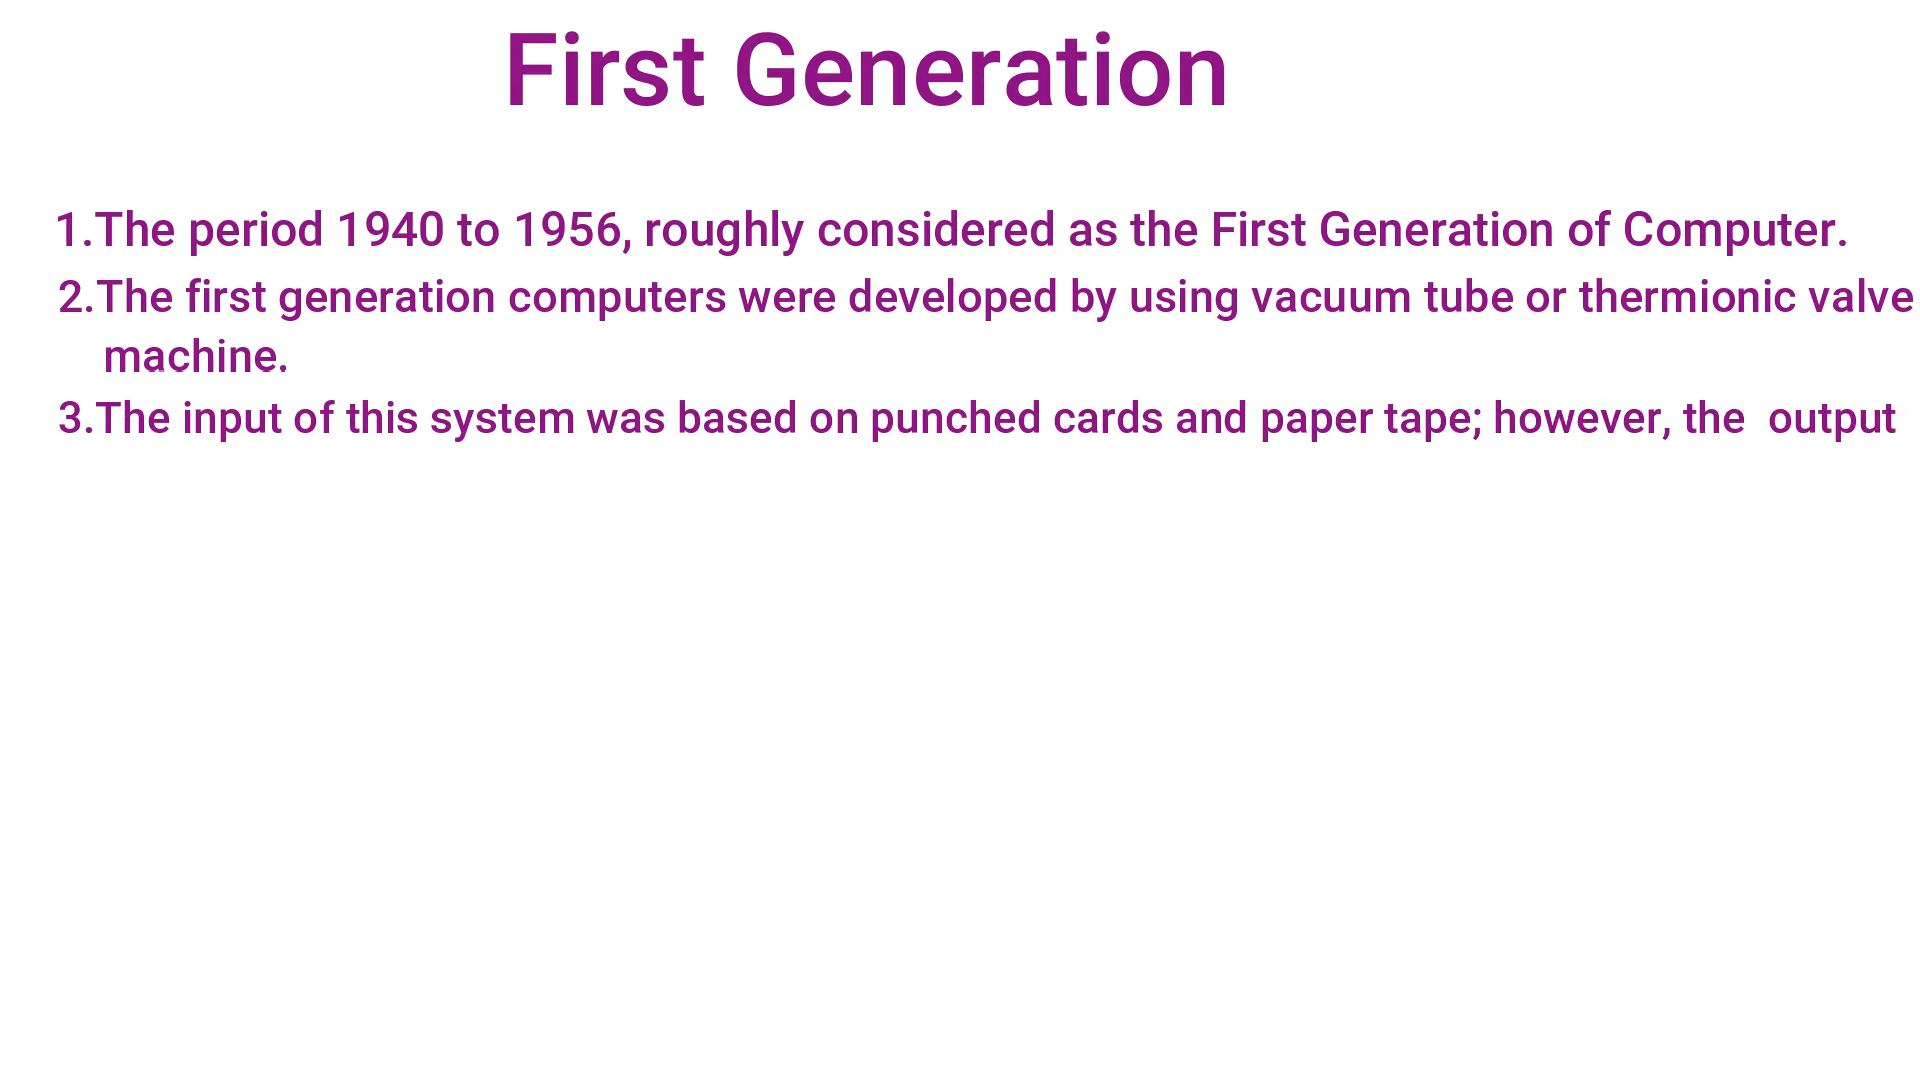 First Generation
1.The period 1940 to 1956, roughly considered as the First Generation of Computer.
2.The first generation computers were developed by using vacuum tube or thermionic valve
machine.
3.The input of this system was based on punched cards and paper tape; however, the  output